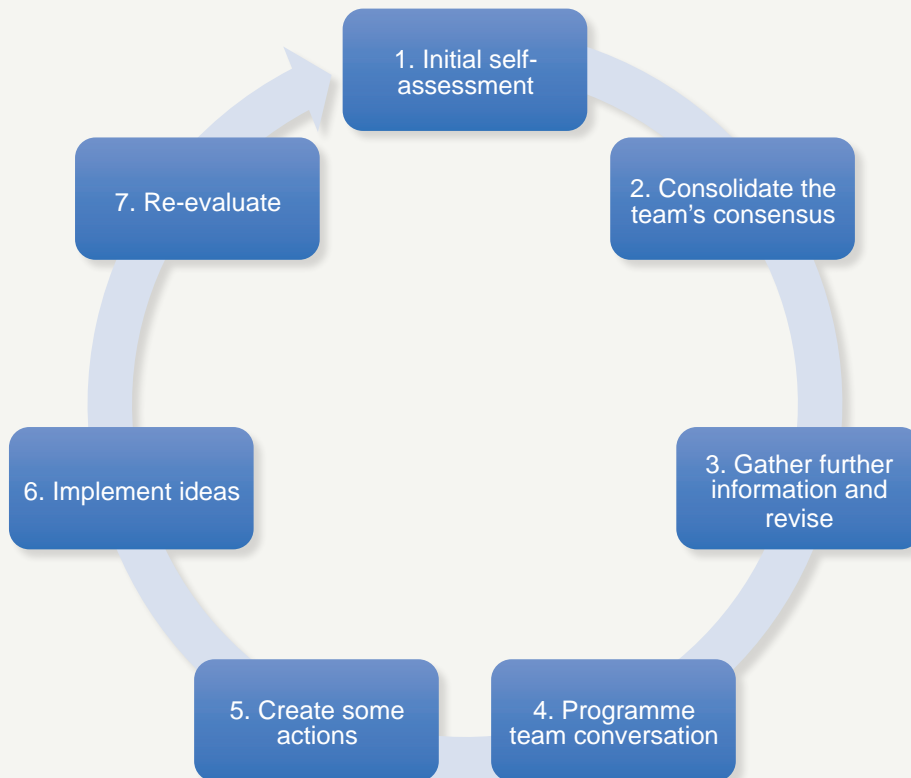 1. Initial self-
assessment
2. Consolidate the
team’s consensus
3. Gather further
information and
revise
4. Programme
team conversation
5. Create some
actions
6. Implement ideas
7. Re-evaluate